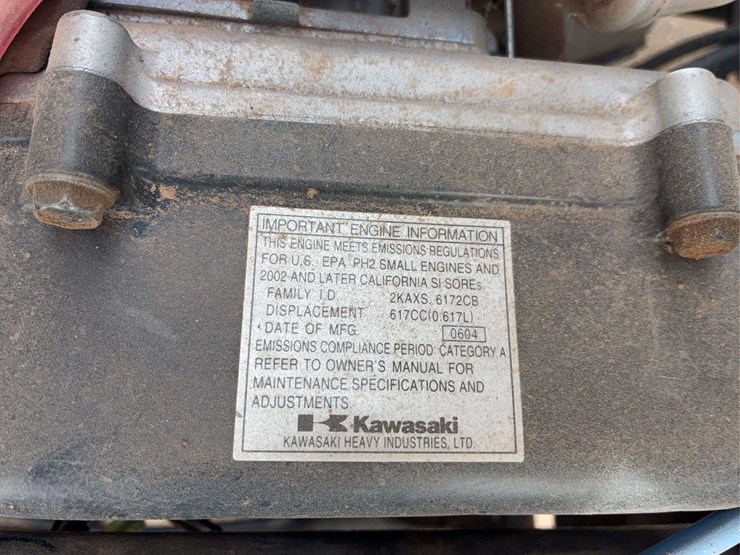 IMPORTANT ENGINE INFORMATION
THIS ENGINE MEETS EMISSIONS REGULATIONS
FOR U.S. EPA PH2 SMALL ENGINES AND
2002 AND LATER CALIFORNIA SI SOREs
FAMILY I.D. 2KAXS. 6172CB
DISPLACEMENT 617CC(0.617L)
DATE OF MFG. 0604
EMISSIONS COMPLIANCE PERIOD: CATEGORY A
REFER TO OWNER'S MANUAL FOR
MAINTENANCE SPECIFICATIONS AND
ADJUSTMENTS.
Kawasaki
KAWASAKI HEAVY INDUSTRIES, LTD.